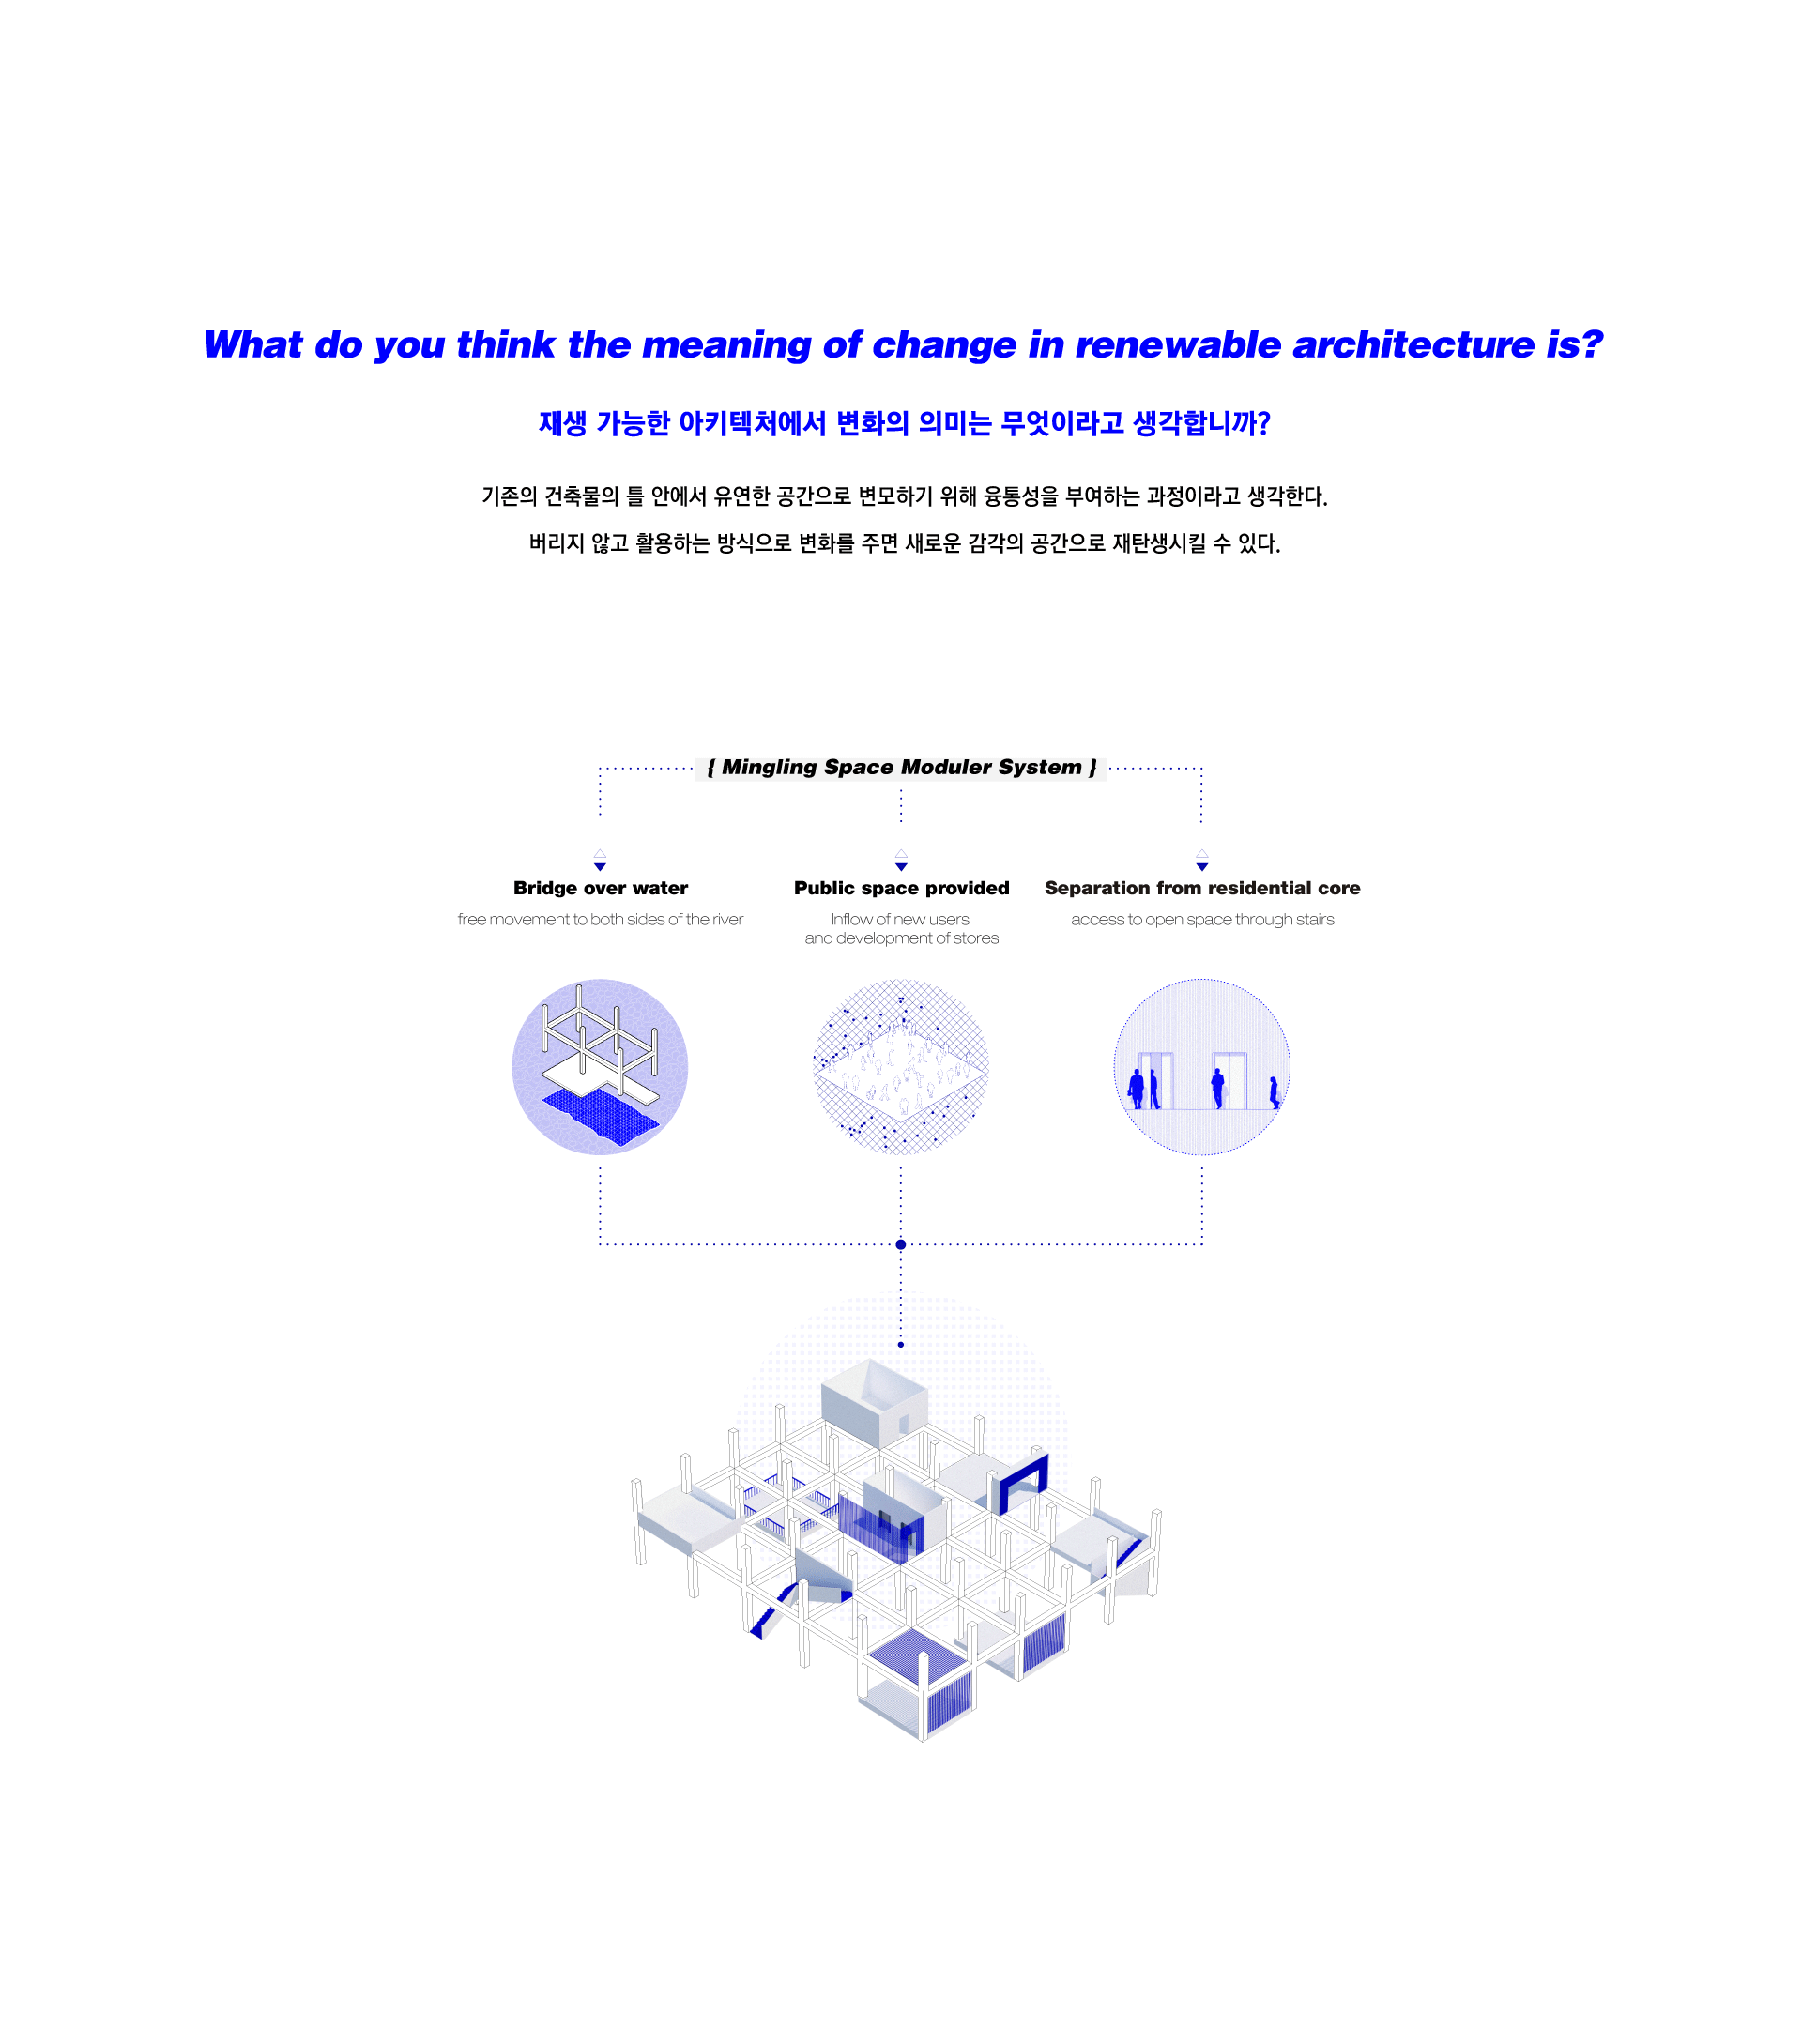 What do you think the meaning of change in renewable architecture is?
재생 가능한 아키텍처에서 변화의 의미는 무엇이라고 생각합니까?
기존의 건축물의 틀 안에서 유연한 공간으로 변모하기 위해 융통성을 부여하는 과정이라고 생각한다.
버리지 않고 활용하는 방식으로 변화를 주면 새로운 감각의 공간으로 재탄생시킬 수 있다.
{ Mingling Space Moduler System }
Bridge over water
free movement to both sides of the river
Public space provided
Inflow of new users
and development of stores
Separation from residential core
access to open space through stairs